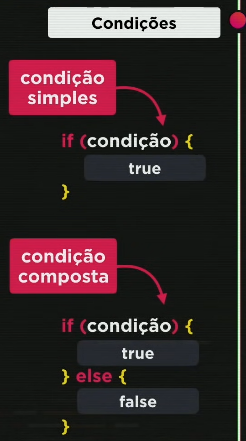 Condições
condição
simples
if (condição) {
true
}
condição
composta
if (condição) {
true
} else {
false
}